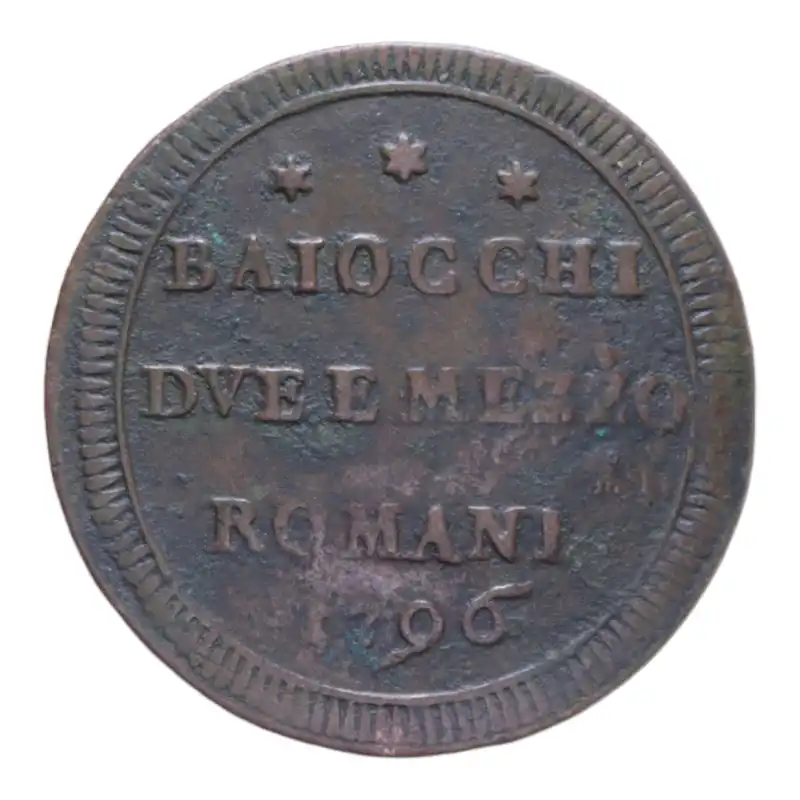 BAIOCCHI
DVE E MEZZO
ROMANI
1796